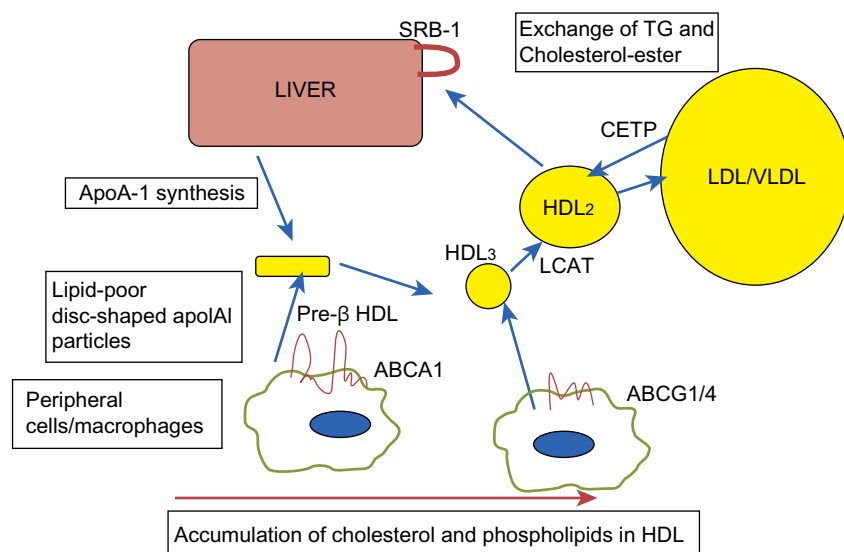 SRB-1
Exchange of TG and
Cholesterol-ester
LIVER
CETP
LDL/VLDL
ApoA-1 synthesis
HDL2
HDL3
LCAT
Lipid-poor
disc-shaped apolAI
particles
Pre-β HDL
ABCA1
ABCG1/4
Peripheral
cells/macrophages
Accumulation of cholesterol and phospholipids in HDL